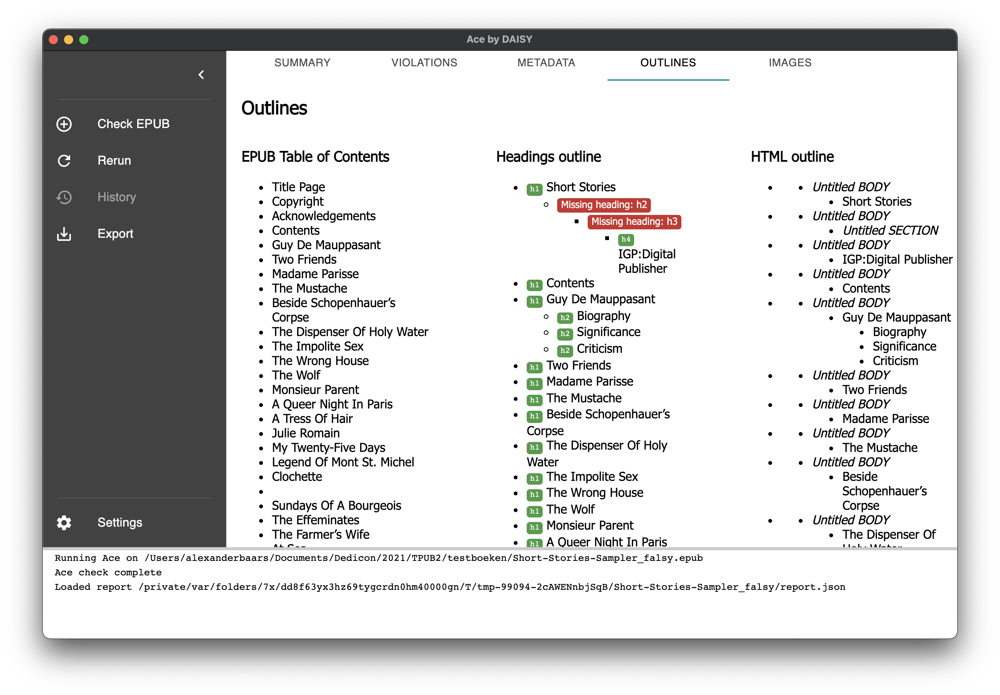 Ace by DAISY
SUMMARY
VIOLATIONS
METADATA
OUTLINES
IMAGES
Check EPUB
Rerun
History
Export
Settings
Outlines
EPUB Table of Contents
Title Page
Copyright
Acknowledgements
Contents
Guy De Mauppasant
Two Friends
Madame Parisse
The Mustache
Beside Schopenhauer’s
Corpse
The Dispenser Of Holy Water
The Impolite Sex
The Wrong House
The Wolf
Monsieur Parent
A Queer Night In Paris
A Tress Of Hair
Julie Romain
My Twenty-Five Days
Legend Of Mont St. Michel
Clochette
Sundays Of A Bourgeois
The Effeminates
The Farmer’s Wife
At Sea
Headings outline
h1 Short Stories
Missing heading: h2
Missing heading: h3
h4
IGP:Digital
Publisher
h1 Contents
h1 Guy De Mauppasant
h2 Biography
h2 Significance
h2 Criticism
h1 Two Friends
h1 Madame Parisse
h1 The Mustache
h1 Beside Schopenhauer’s
Corpse
h1 The Dispenser Of Holy
Water
h1 The Impolite Sex
h1 The Wrong House
h1 The Wolf
h1 Monsieur Parent
h1 A Queer Night In Paris
HTML outline
Untitled BODY
Short Stories
Untitled BODY
Untitled SECTION
Untitled BODY
IGP:Digital Publisher
Untitled BODY
Contents
Untitled BODY
Guy De Mauppasant
Biography
Significance
Criticism
Untitled BODY
Two Friends
Untitled BODY
Madame Parisse
Untitled BODY
The Mustache
Untitled BODY
Beside
Schopenhauer’s
Corpse
Untitled BODY
The Dispenser Of
Holy Water
Running Ace on /Users/alexanderbaars/Documents/Dedicon/2021/TPUB2/testboeken/Short-Stories-Sampler_falsy.epub
Ace check complete
Loaded report /private/var/folders/7x/dd8f63yx3hz69tygcrdn0hm40000gn/T/tmp-99094-2cAWENnbjSqB/Short-Stories-Sampler_falsy/report.json